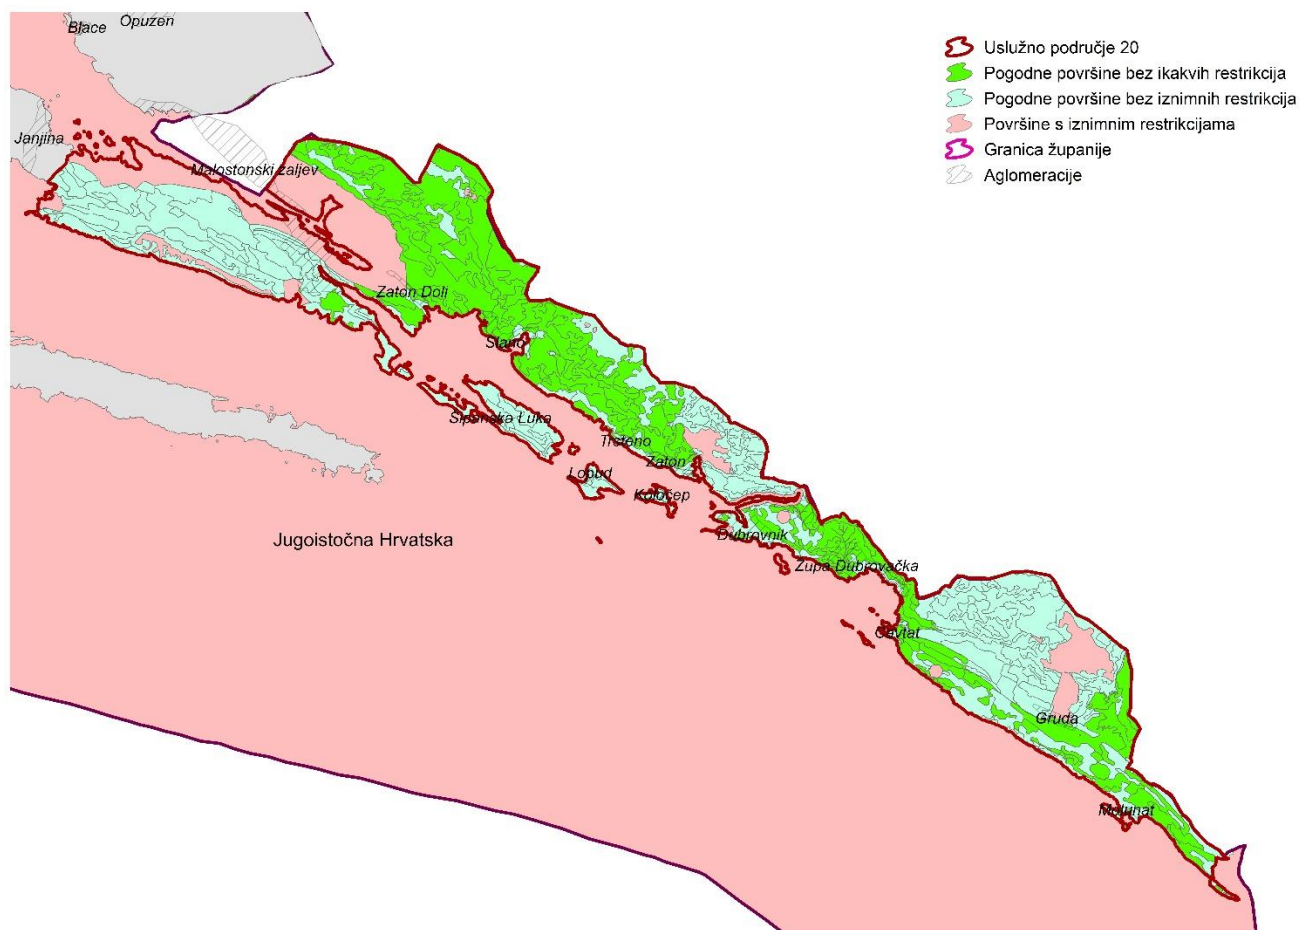 Blace
Opuzen
Uslužno područje 20
Pogodne površine bez ikakvih restrikcija
Pogodne površine bez iznimnih restrikcija
Površine s iznimnim restrikcijama
Granica županije
Aglomeracije
Janjina
Malostonski zaljev
Zaton Doli
Slano
Šipanska Luka
Trsteno
Zaton
Lopud
Koločep
Dubrovnik
Jugoistočna Hrvatska
Župa Dubrovačka
Cavtat
Gruda
Molunat